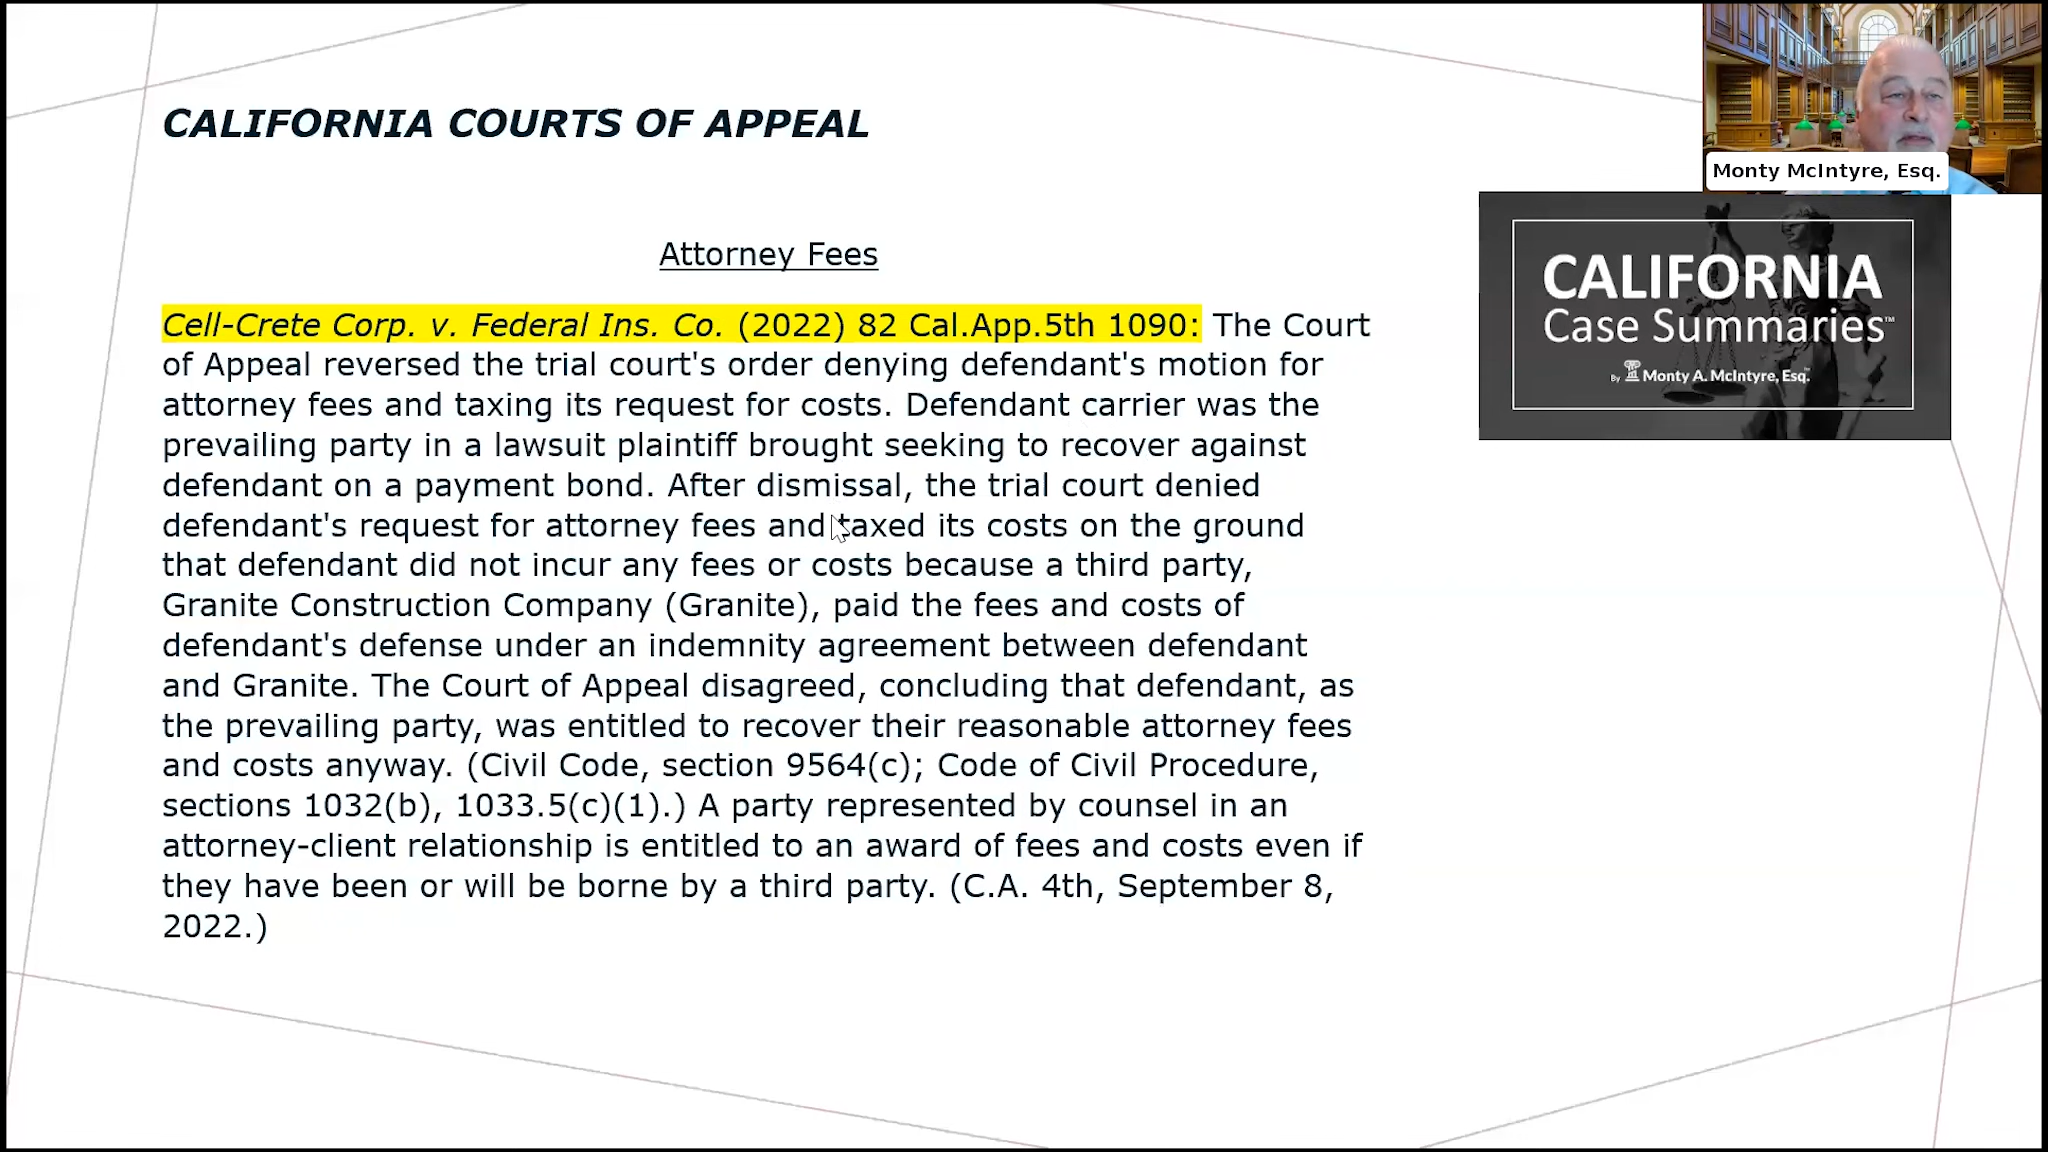 CALIFORNIA COURTS OF APPEAL
Monty McIntyre, Esq.
CALIFORNIA
Case Summaries™
By Monty A. McIntyre, Esq.
Attorney Fees
Cell-Crete Corp. v. Federal Ins. Co. (2022) 82 Cal.App.5th 1090: The Court
of Appeal reversed the trial court's order denying defendant's motion for
attorney fees and taxing its request for costs. Defendant carrier was the
prevailing party in a lawsuit plaintiff brought seeking to recover against
defendant on a payment bond. After dismissal, the trial court denied
defendant's request for attorney fees and taxed its costs on the ground
that defendant did not incur any fees or costs because a third party,
Granite Construction Company (Granite), paid the fees and costs of
defendant's defense under an indemnity agreement between defendant
and Granite. The Court of Appeal disagreed, concluding that defendant, as
the prevailing party, was entitled to recover their reasonable attorney fees
and costs anyway. (Civil Code, section 9564(c); Code of Civil Procedure,
sections 1032(b), 1033.5(c)(1).) A party represented by counsel in an
attorney-client relationship is entitled to an award of fees and costs even if
they have been or will be borne by a third party. (C.A. 4th, September 8,
2022.)